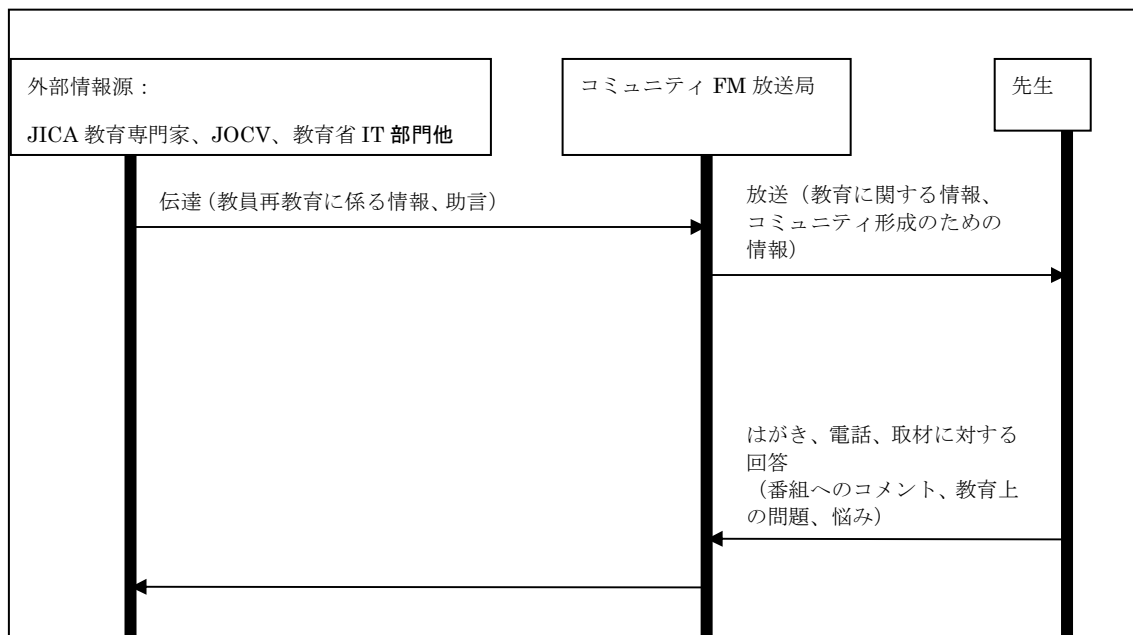 外部情報源：
JICA 教育専門家、JOCV、教育省 IT 部門他
コミュニティ FM 放送局
先生
伝達（教員再教育に係る情報、助言）
放送（教育に関する情報、
コミュニティ形成のための
情報）
はがき、電話、取材に対する
回答
（番組へのコメント、教育上
の問題、悩み）